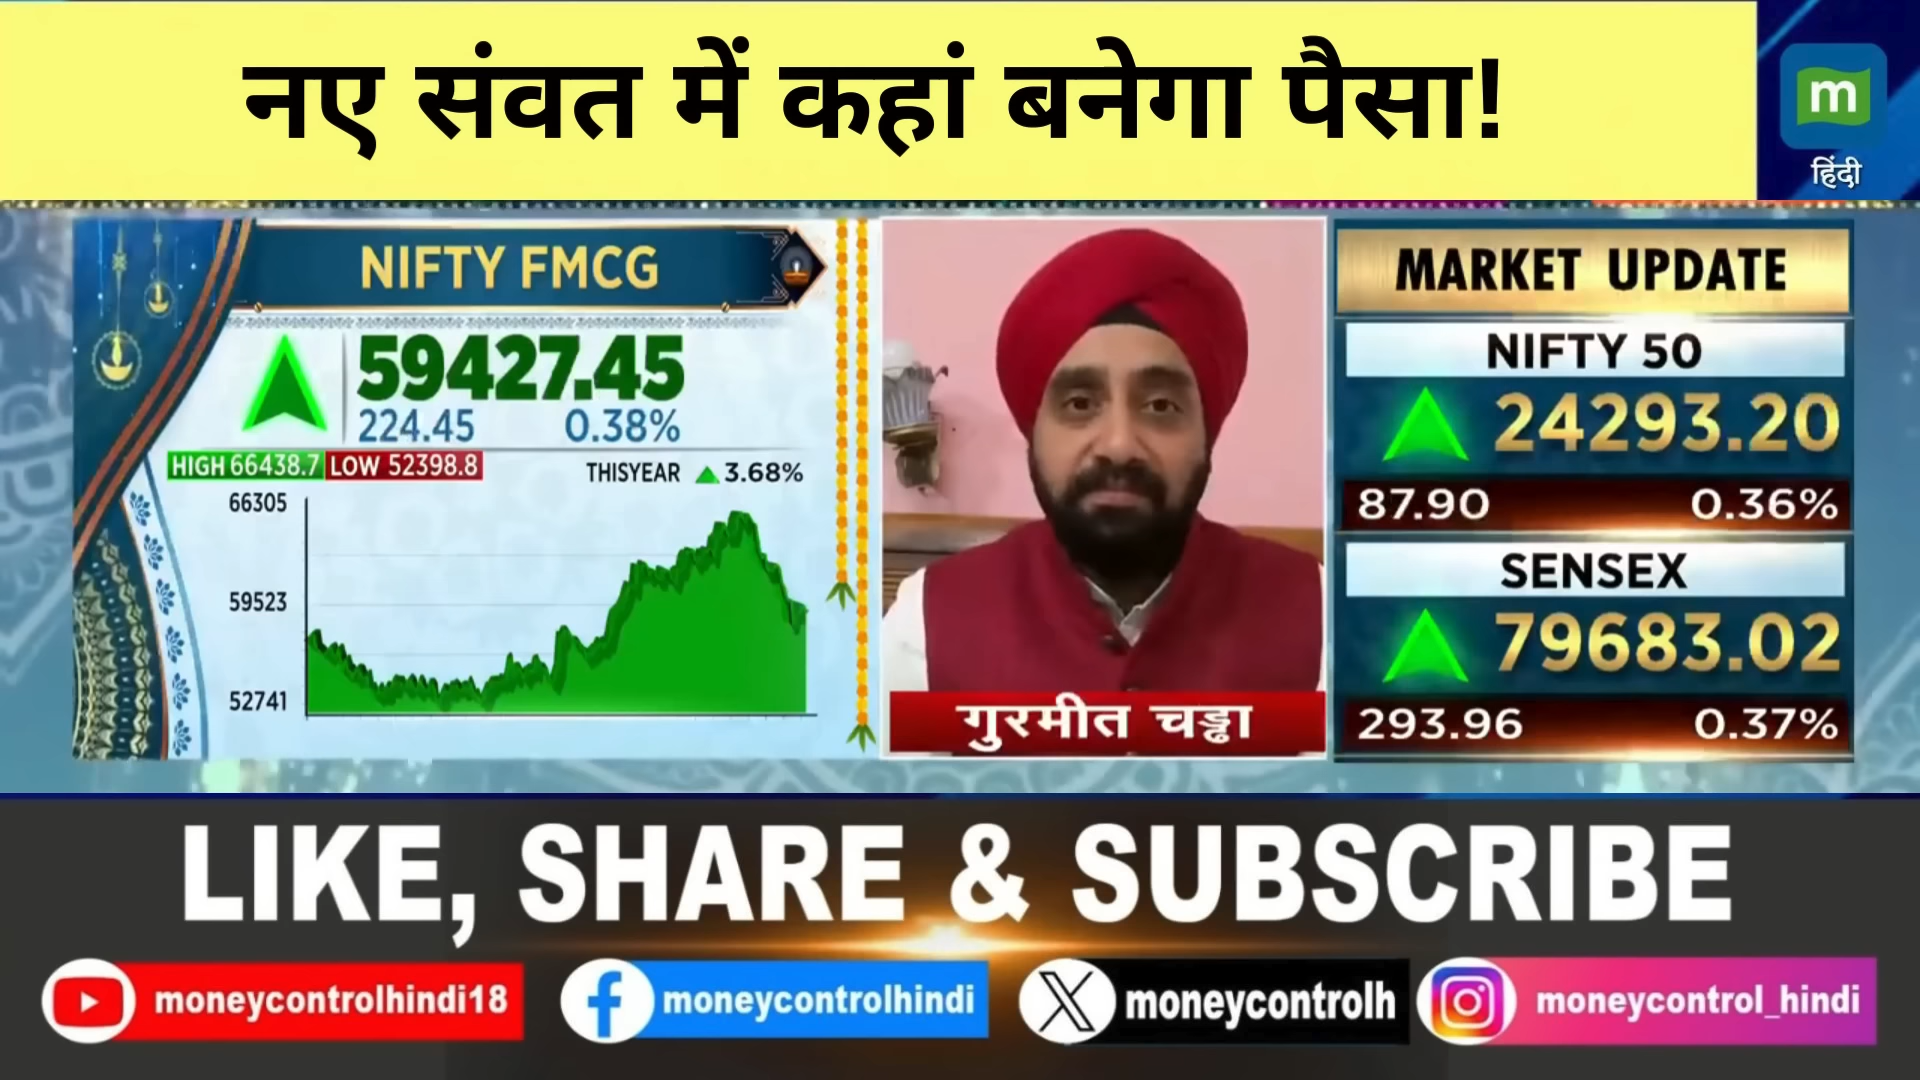 नए संवत में कहां बनेगा पैसा!
m
हिंदी
NIFTY FMCG
59427.45
224.45 0.38%
HIGH 66438.7 LOW 52398.8
THISYEAR 3.68%
66305
59523
52741
गुरमीत चड्ढा
MARKET UPDATE
NIFTY 50
24293.20
87.90 0.36%
SENSEX
79683.02
293.96 0.37%
LIKE, SHARE & SUBSCRIBE
moneycontrolhindi18
moneycontrolhindi
moneycontrolh
moneycontrol_hindi